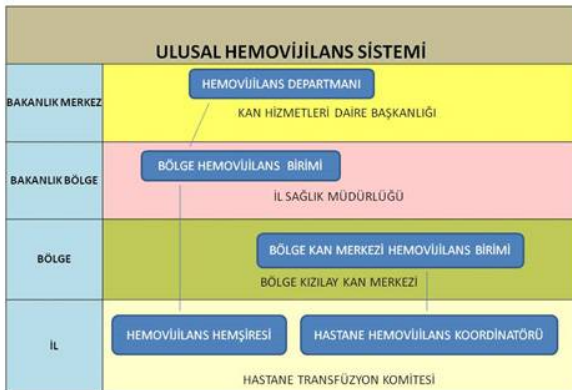 ULUSAL HEMOVİJİLANS SİSTEMİ
BAKANLIK MERKEZ
HEMOVİJİLANS DEPARTMANI
KAN HİZMETLERİ DAİRE BAŞKANLIĞI
BAKANLIK BÖLGE
BÖLGE HEMOVİJİLANS BİRİMİ
İL SAĞLIK MÜDÜRLÜĞÜ
BÖLGE
BÖLGE KAN MERKEZİ HEMOVİJİLANS BİRİMİ
BÖLGE KIZILAY KAN MERKEZİ
İL
HEMOVİJİLANS HEMŞİRESİ
HASTANE HEMOVİJİLANS KOORDİNATÖRÜ
HASTANE TRANSFÜZYON KOMİTESİ